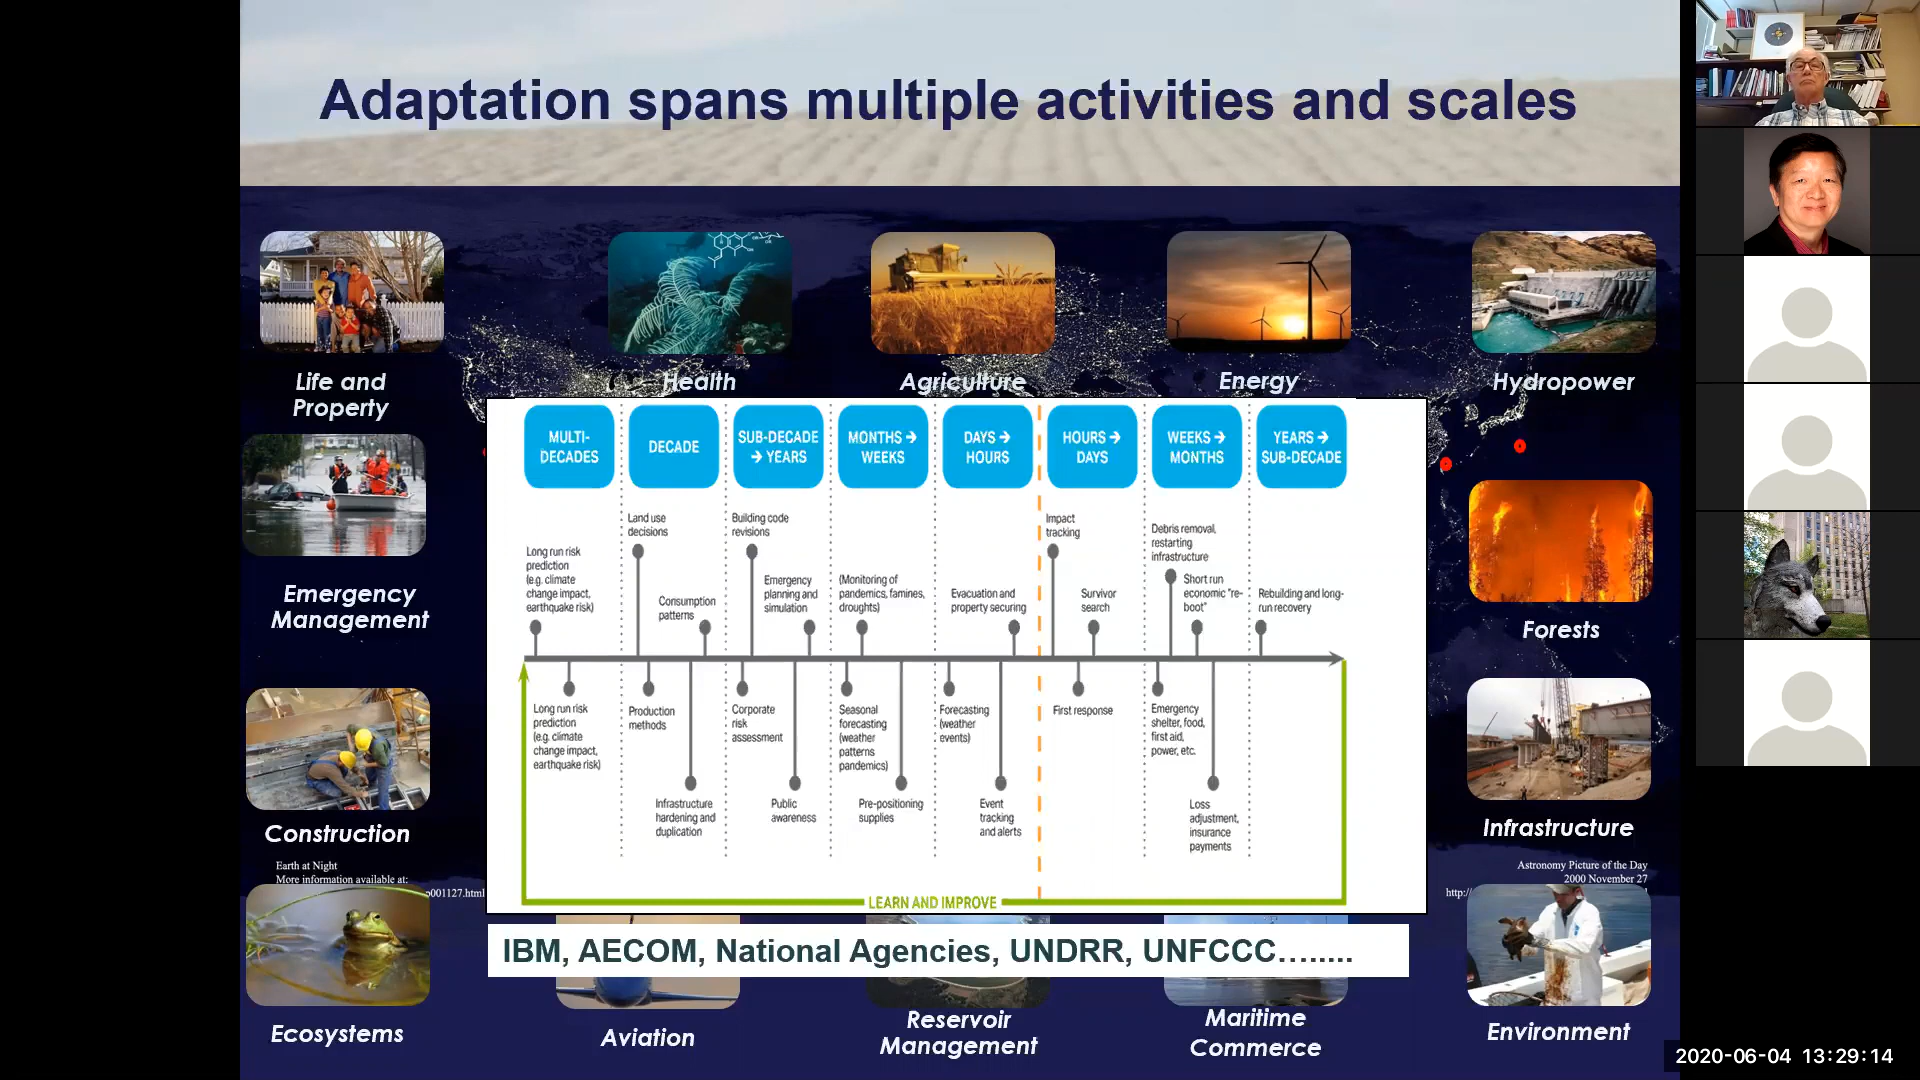 Adaptation spans multiple activities and scales
Life and
Property
Health
Agriculture
Energy
Hydropower
Emergency
Management
Forests
Construction
Infrastructure
Earth at Night
More information available at:
p001127.html
Astronomy Picture of the Day
2000 November 27
http://
Ecosystems
Aviation
Reservoir
Management
Maritime
Commerce
Environment
MULTI-
DECADES
DECADE
SUB-DECADE
→ YEARS
MONTHS →
WEEKS
DAYS →
HOURS
HOURS →
DAYS
WEEKS →
MONTHS
YEARS →
SUB-DECADE
Long run risk
prediction
(e.g. climate
change impact,
earthquake risk)
Land use
decisions
Consumption
patterns
Building code
revisions
Emergency
planning and
simulation
(Monitoring of
pandemics, famines,
droughts)
Evacuation and
property securing
Impact
tracking
Survivor
search
Debris removal,
restarting
infrastructure
Short run
economic "re-
boot"
Rebuilding and long-
run recovery
Long run risk
prediction
(e.g. climate
change impact,
earthquake risk)
Production
methods
Infrastructure
hardening and
duplication
Corporate
risk
assessment
Public
awareness
Seasonal
forecasting
(weather
patterns
pandemics)
Pre-positioning
supplies
Forecasting
(weather
events)
Event
tracking
and alerts
First response
Emergency
shelter, food,
first aid,
power, etc.
Loss
adjustment,
insurance
payments
LEARN AND IMPROVE
IBM, AECOM, National Agencies, UNDRR, UNFCCC….....
2020-06-04 13:29:14